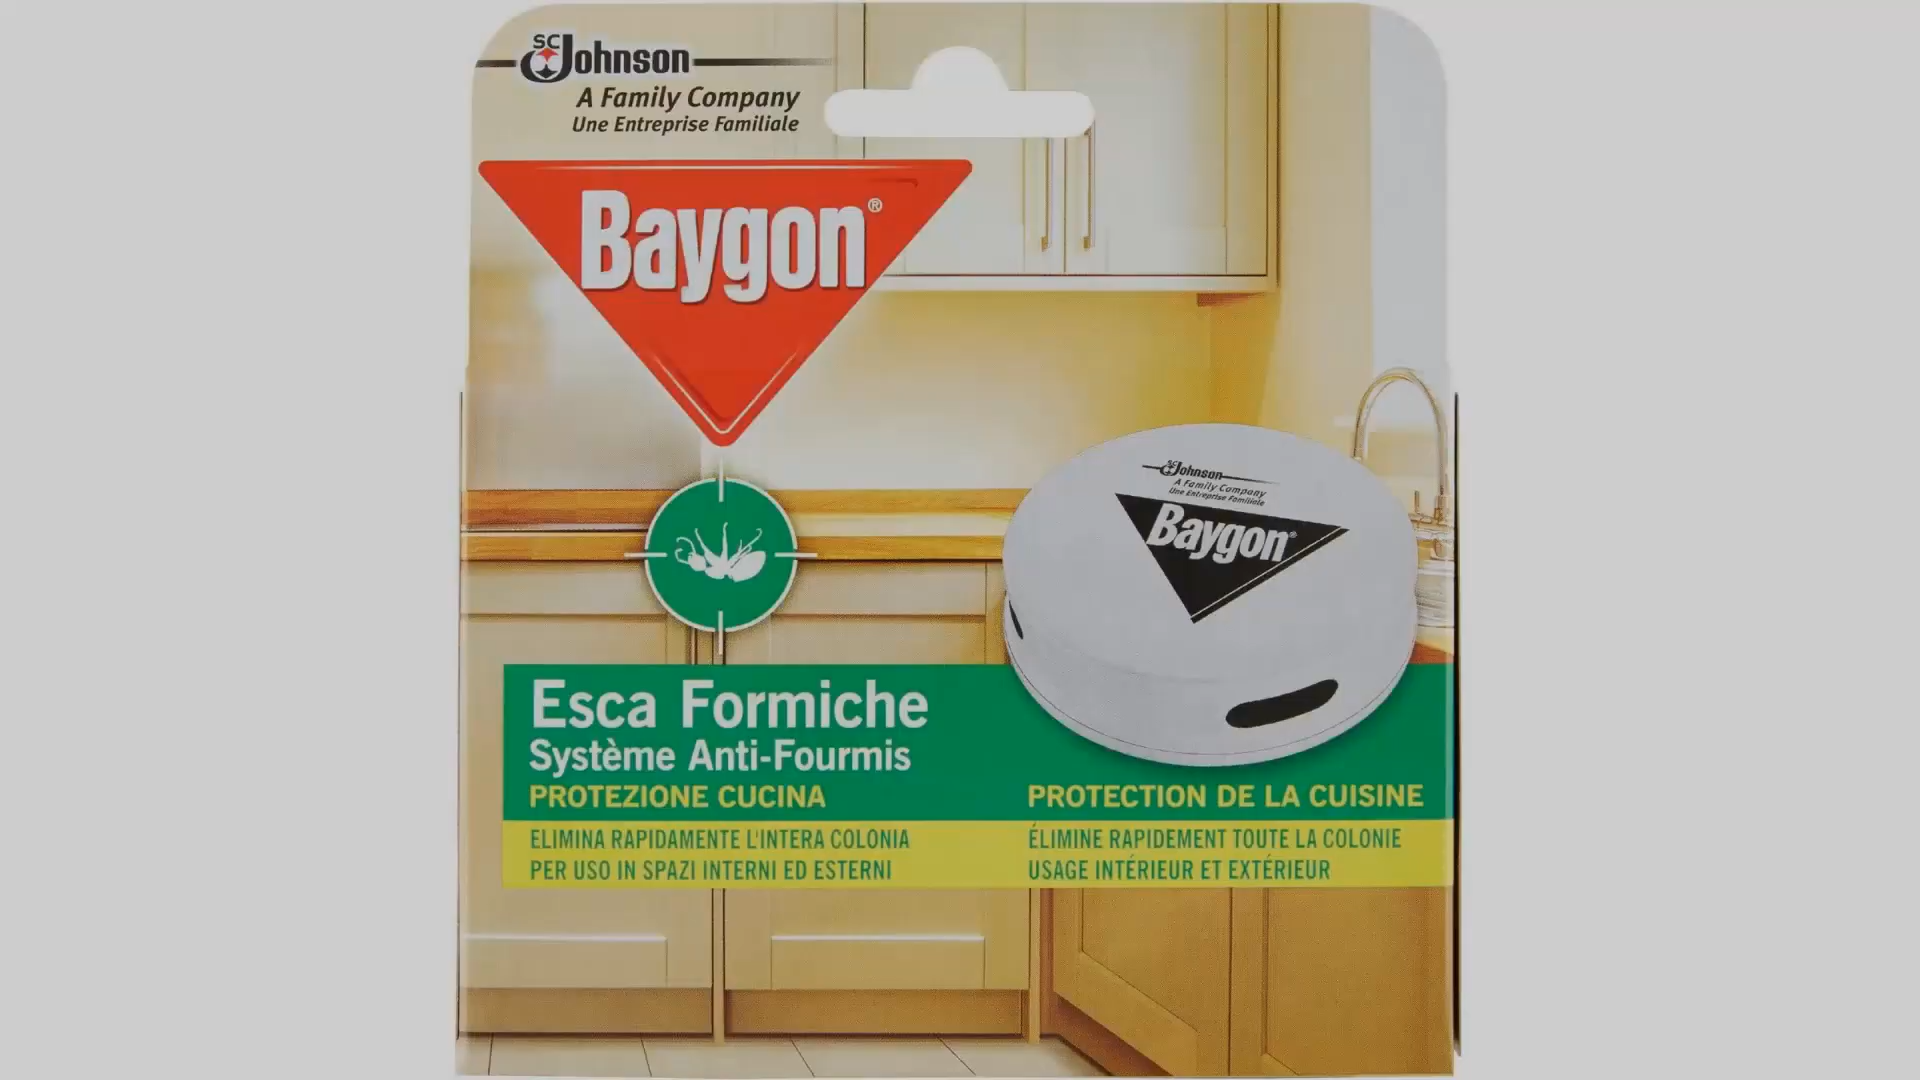 SC Johnson
A Family Company
Une Entreprise Familiale
Baygon®
SC Johnson
A Family Company
Une Entreprise Familiale
Baygon®
Esca Formiche
Système Anti-Fourmis
PROTEZIONE CUCINA
ELIMINA RAPIDAMENTE L'INTERA COLONIA
PER USO IN SPAZI INTERNI ED ESTERNI
PROTECTION DE LA CUISINE
ÉLIMINE RAPIDEMENT TOUTE LA COLONIE
USAGE INTÉRIEUR ET EXTÉRIEUR